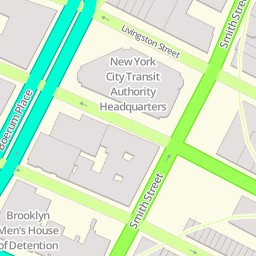 Livingston Street
Smith Street
New York
City Transit
Authority
Headquarters
Boerum Place
Smith Street
Brooklyn
Men's House
of Detention